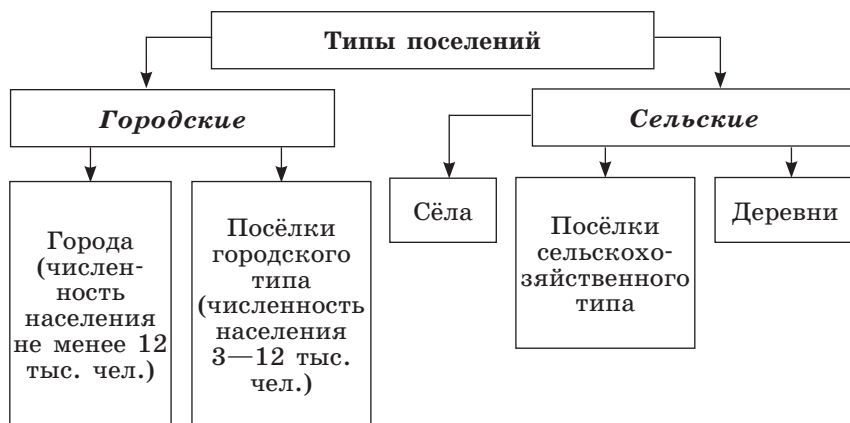 Типы поселений
Городские
Сельские
Города
(числен-
ность
населения
не менее 12
тыс. чел.)
Посёлки
городского
типа
(численность
населения
3—12 тыс.
чел.)
Сёла
Посёлки
сельскохо-
зяйственного
типа
Деревни